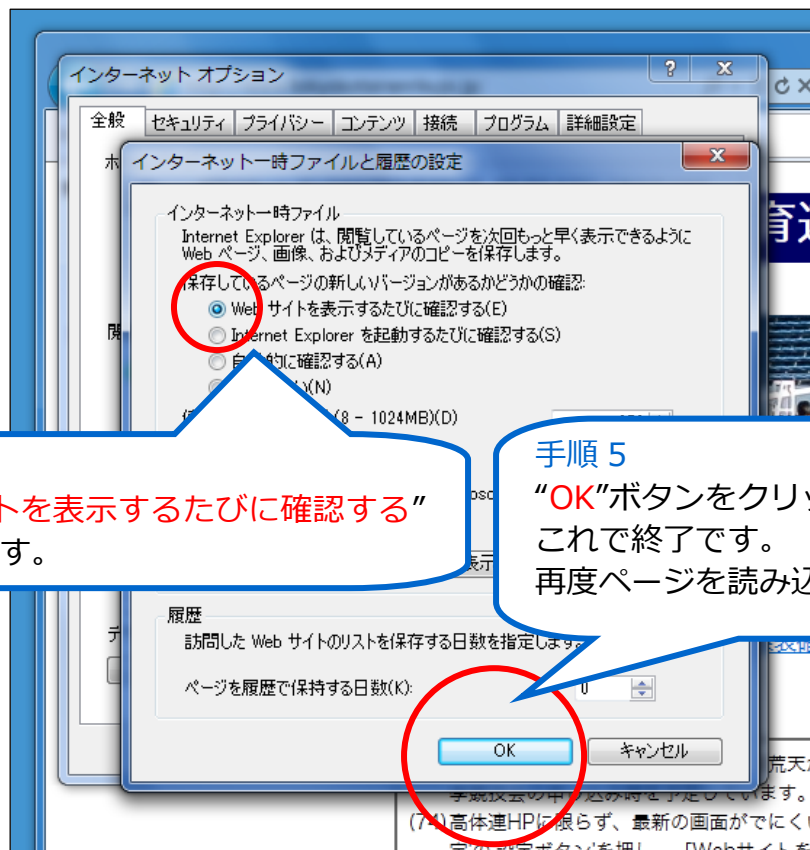 インターネット オプション
全般 セキュリティ プライバシー コンテンツ 接続 プログラム 詳細設定
インターネット一時ファイルと履歴の設定
インターネット一時ファイル
Internet Explorer は、閲覧しているページを次回もっと早く表示できるように
Web ページ、画像、およびメディアのコピーを保存します。
保存しているページの新しいバージョンがあるかどうかの確認:
Web サイトを表示するたびに確認する(E)
Internet Explorer を起動するたびに確認する(S)
自動的に確認する(A)
い(N)
(8 - 1024MB)(D)
トを表示するたびに確認する”
す。
手順 5
“OK”ボタンをクリッ
これで終了です。
再度ページを読み込
表示
履歴
訪問した Web サイトのリストを保存する日数を指定します。
ページを履歴で保持する日数(K):
0
OK キャンセル
荒天
ます。
(74)高体連HPに限らず、最新の画面がでにく